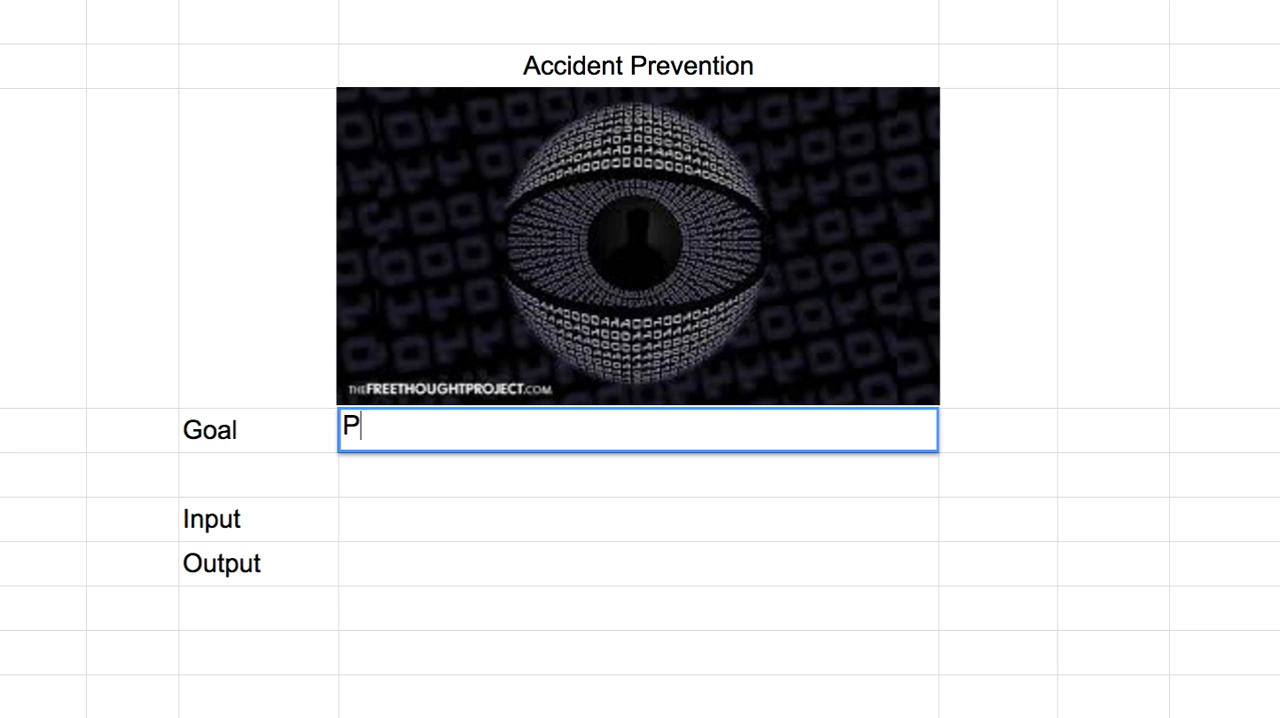 Accident Prevention
THEFREETHOUGHTPROJECT.COM
Goal
P
Input
Output